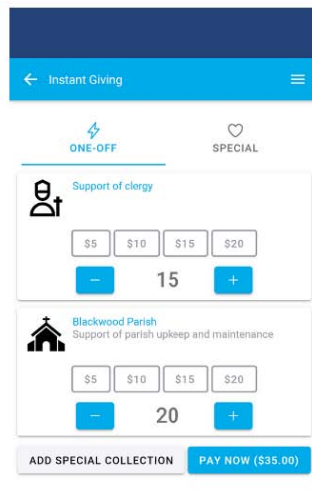 Instant Giving
ONE-OFF
SPECIAL
Support of clergy
$5 $10 $15 $20
− 15 +
Blackwood Parish
Support of parish upkeep and maintenance
$5 $10 $15 $20
− 20 +
ADD SPECIAL COLLECTION
PAY NOW ($35.00)